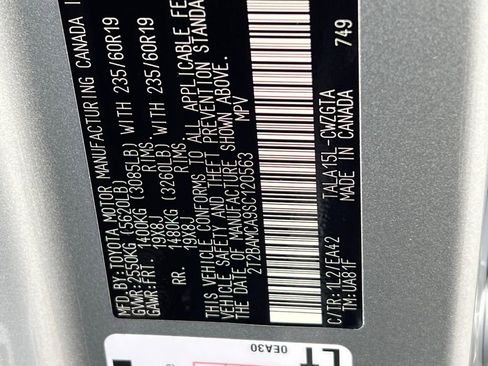 MFD. BY: TOYOTA MOTOR MANUFACTURING CANADA I
GVWR: 2550KG (5620LB)
GAWR: FRT. 1400KG (3085LB) WITH 235/60R19
19X8J RIMS.
RR. 1480KG (3260LB) WITH 235/60R19
19X8J RIMS.
THIS VEHICLE CONFORMS TO ALL APPLICABLE FE
SAFETY AND THEFT PREVENTION STANDAR
THE DATE OF MANUFACTURE SHOWN ABOVE.
2T2BAMCA9SC120563 MPV
749
C/TR: 1L2/EA42 TALA15L-CWZGTA
TM: UA81F MADE IN CANADA
0EA30